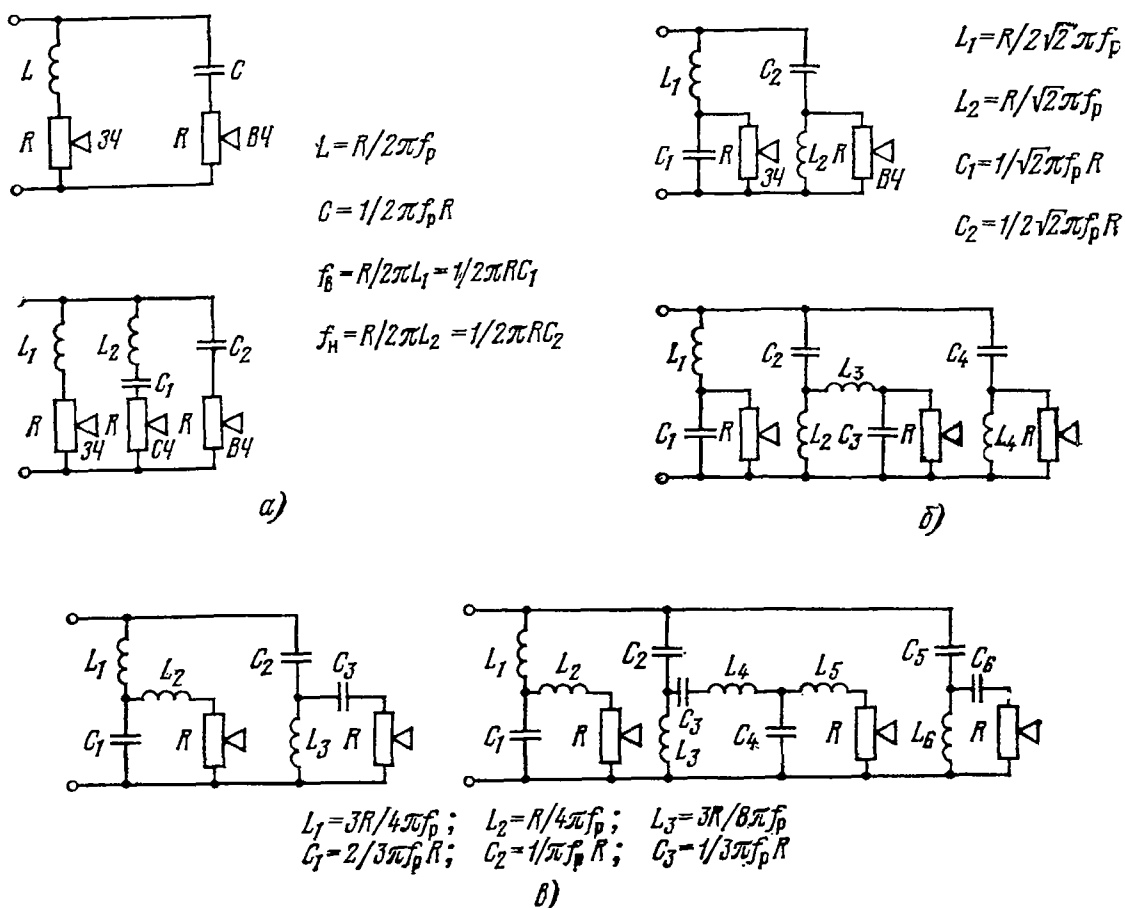 L
C
R
ЗЧ
R
ВЧ
L = R/2πfр
C = 1/2πfрR
fв = R/2πL1 = 1/2πRC1
fн = R/2πL2 = 1/2πRC2
L1
L2
C1
C2
R
ЗЧ
R
СЧ
R
ВЧ
а)
L1
C2
C1
R
ЗЧ
L2
R
ВЧ
L1 = R/2√2πfр
L2 = R/√2πfр
C1 = 1/√2πfрR
C2 = 1/2√2πfрR
L1
C2
L3
C4
C1
R
L2
C3
R
L4
R
б)
L1
L2
C2
C3
C1
R
L3
R
L1
L2
C2
C3
L4
L5
C5
C6
C1
R
L3
C4
R
L6
R
L1 = 3R/4πfр; L2 = R/4πfр; L3 = 3R/8πfр
C1 = 2/3πfрR; C2 = 1/πfрR; C3 = 1/3πfрR
в)